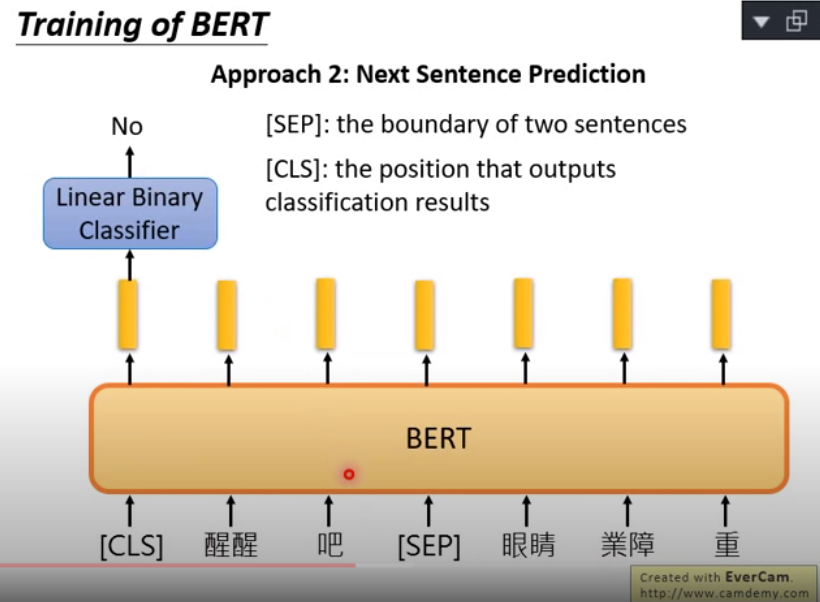 Training of BERT
Approach 2: Next Sentence Prediction
No
[SEP]: the boundary of two sentences
[CLS]: the position that outputs
classification results
Linear Binary
Classifier
BERT
[CLS] 醒醒 吧 [SEP] 眼睛 業障 重
Created with EverCam.
http://www.camdemy.com